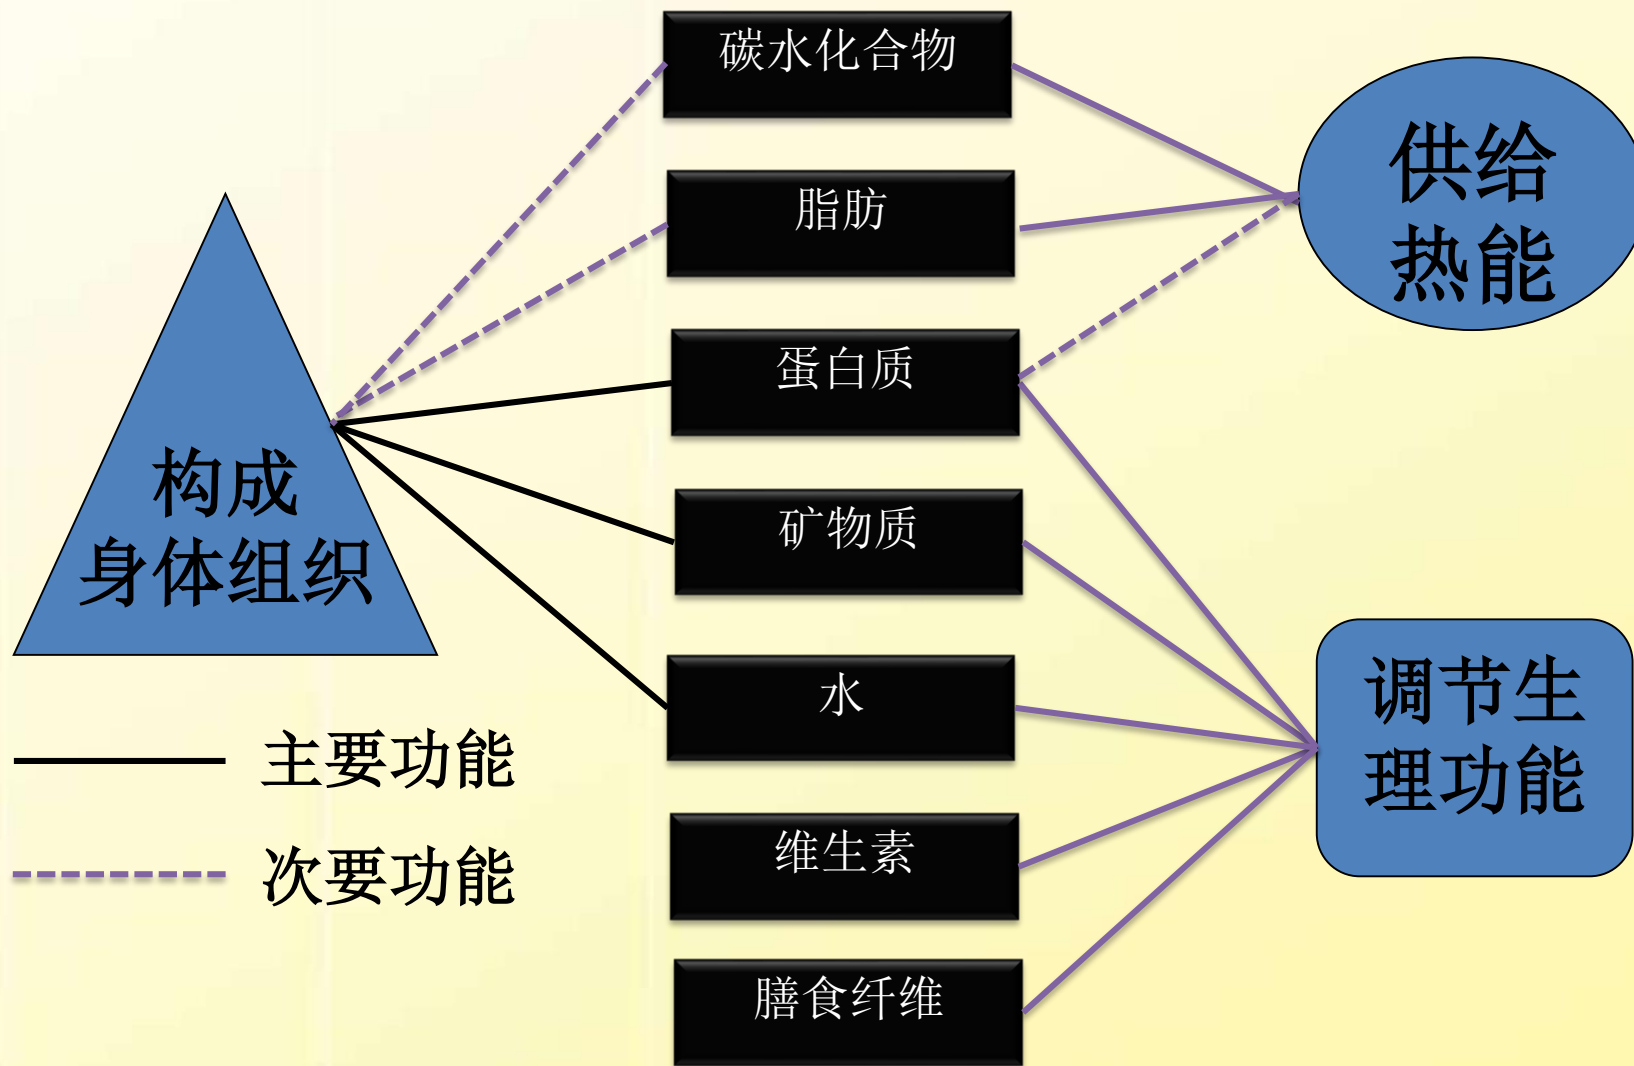 碳水化合物
脂肪
蛋白质
矿物质
水
维生素
膳食纤维
构成
身体组织
主要功能
次要功能
供给
热能
调节生
理功能